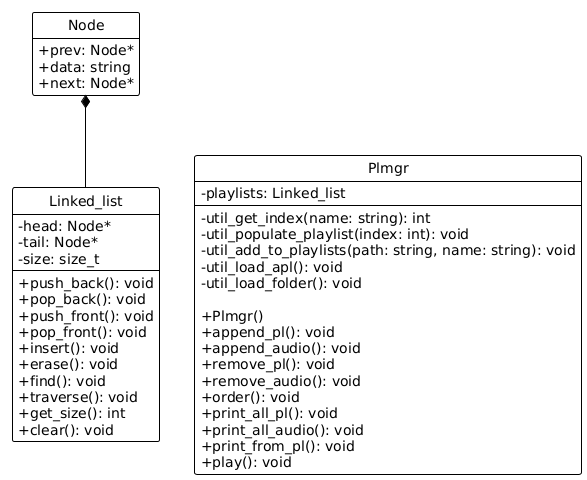 Node
+prev: Node*
+data: string
+next: Node*
Linked_list
-head: Node*
-tail: Node*
-size: size_t
+push_back(): void
+pop_back(): void
+push_front(): void
+pop_front(): void
+insert(): void
+erase(): void
+find(): void
+traverse(): void
+get_size(): int
+clear(): void
Plmgr
-playlists: Linked_list
-util_get_index(name: string): int
-util_populate_playlist(index: int): void
-util_add_to_playlists(path: string, name: string): void
-util_load_apl(): void
-util_load_folder(): void
+Plmgr()
+append_pl(): void
+append_audio(): void
+remove_pl(): void
+remove_audio(): void
+order(): void
+print_all_pl(): void
+print_all_audio(): void
+print_from_pl(): void
+play(): void